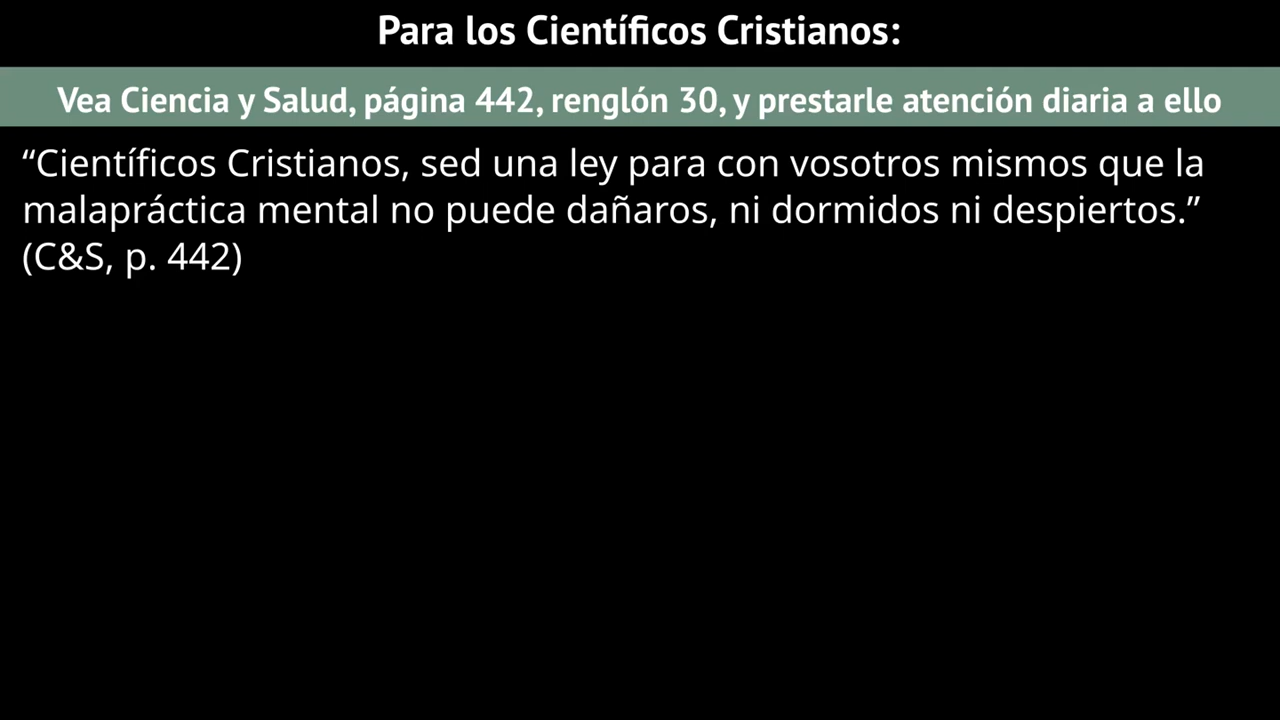 Para los Científicos Cristianos:
Vea Ciencia y Salud, página 442, renglón 30, y prestarle atención diaria a ello
“Científicos Cristianos, sed una ley para con vosotros mismos que la
malapráctica mental no puede dañaros, ni dormidos ni despiertos.”
(C&S, p. 442)